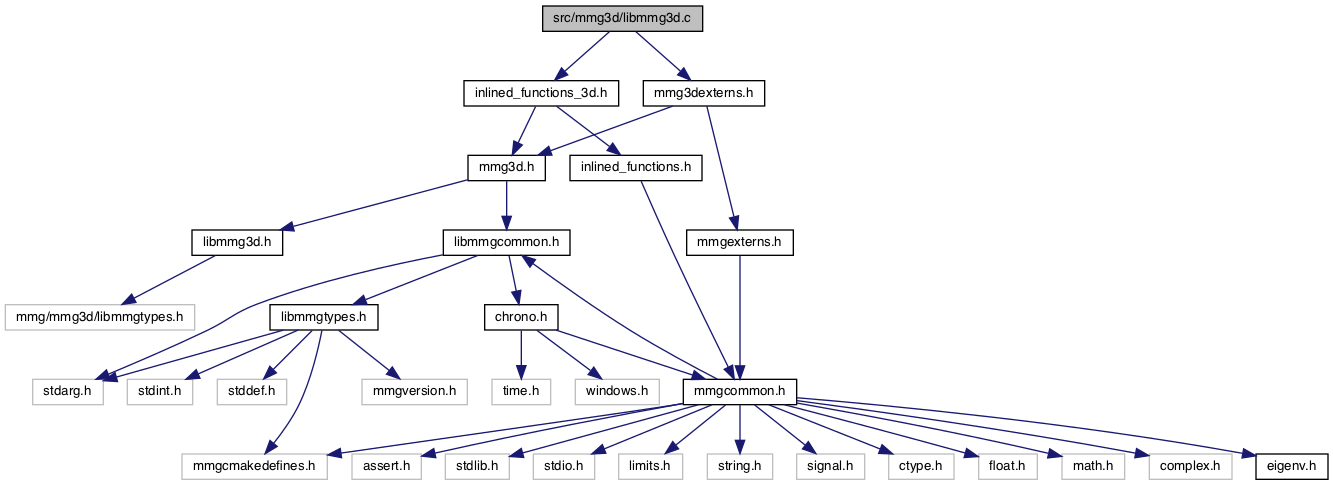 src/mmg3d/libmmg3d.c
inlined_functions_3d.h
mmg3dexterns.h
mmg3d.h
inlined_functions.h
libmmg3d.h
libmmgcommon.h
mmgexterns.h
mmg/mmg3d/libmmgtypes.h
libmmgtypes.h
chrono.h
stdarg.h
stdint.h
stddef.h
mmgversion.h
time.h
windows.h
mmgcommon.h
mmgcmakedefines.h
assert.h
stdlib.h
stdio.h
limits.h
string.h
signal.h
ctype.h
float.h
math.h
complex.h
eigenv.h